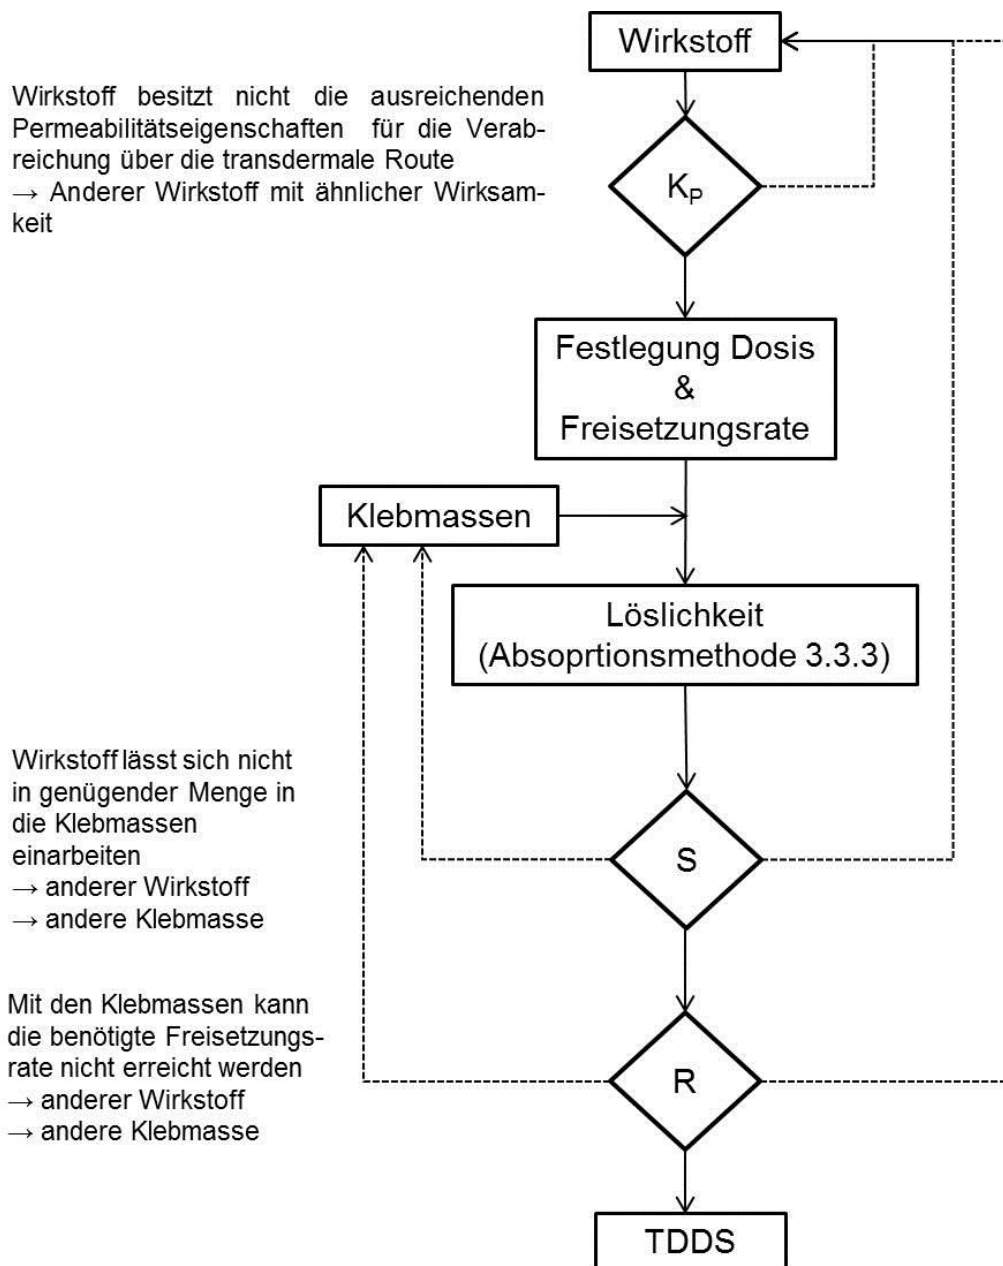 Wirkstoff
Wirkstoff besitzt nicht die ausreichenden
Permeabilitätseigenschaften für die Verab-
reichung über die transdermale Route
→ Anderer Wirkstoff mit ähnlicher Wirksam-
keit
KP
Festlegung Dosis
&
Freisetzungsrate
Klebmassen
Löslichkeit
(Absoprtionsmethode 3.3.3)
Wirkstoff lässt sich nicht
in genügender Menge in
die Klebmassen
einarbeiten
→ anderer Wirkstoff
→ andere Klebmasse
S
Mit den Klebmassen kann
die benötigte Freisetzungs-
rate nicht erreicht werden
→ anderer Wirkstoff
→ andere Klebmasse
R
TDDS